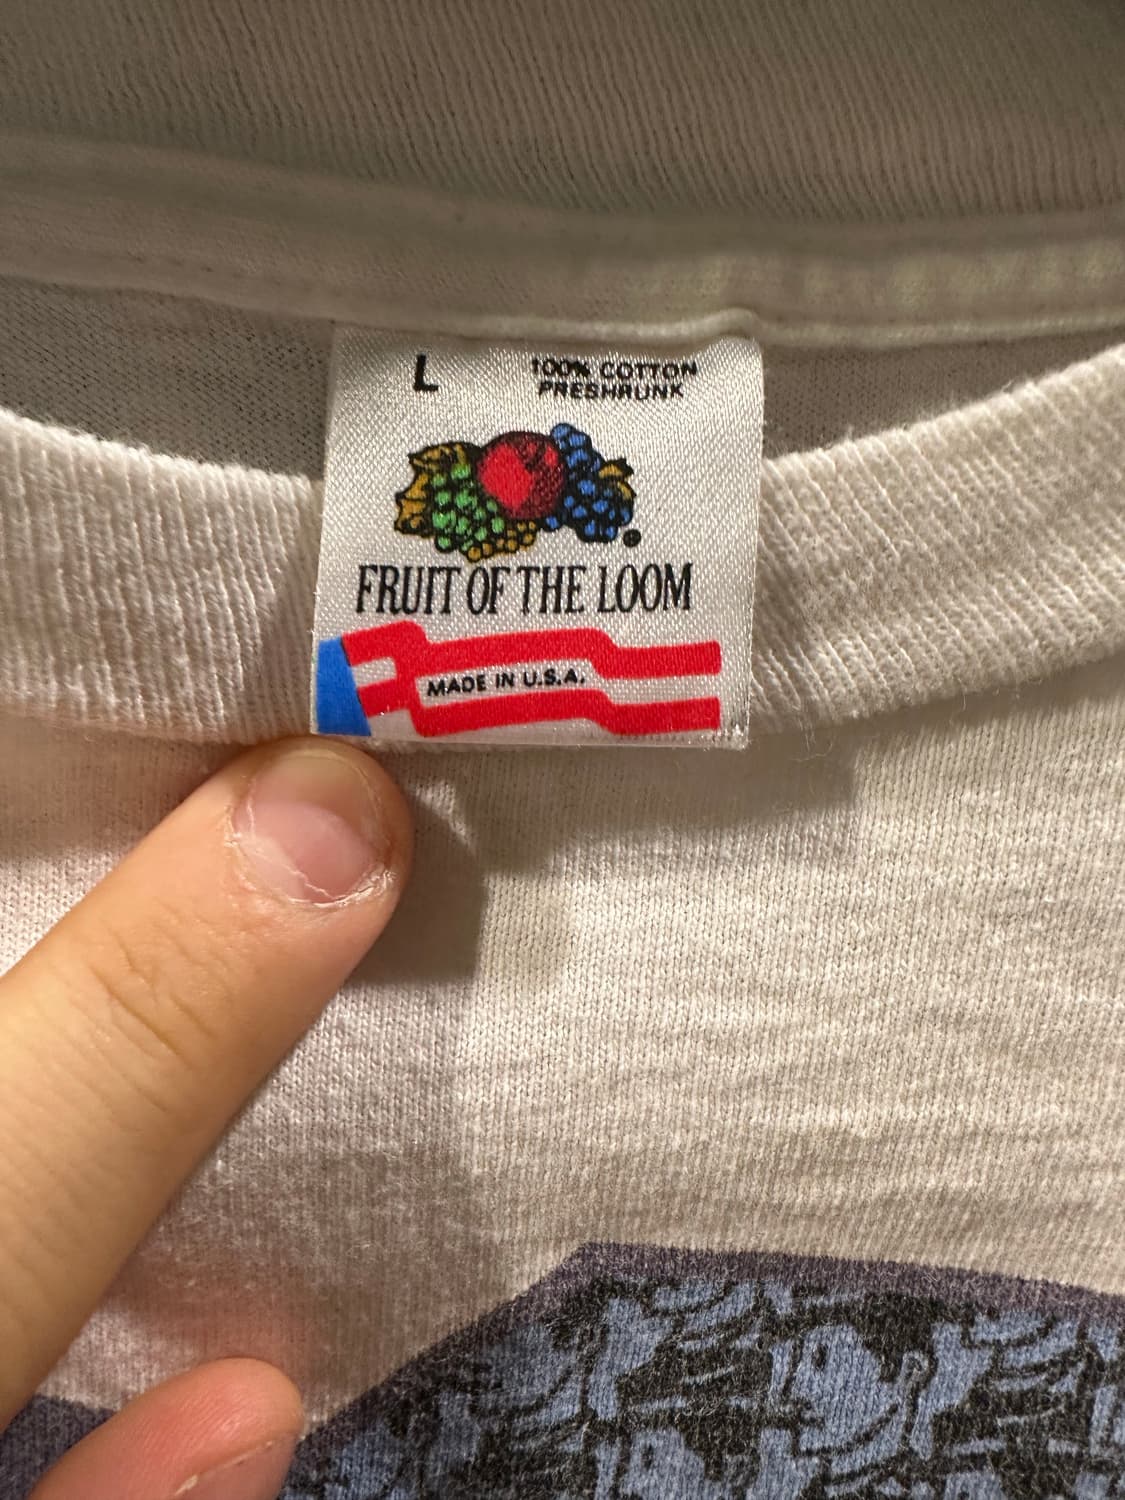 L
100% COTTON
PRESHRUNK
FRUIT OF THE LOOM
MADE IN U.S.A.